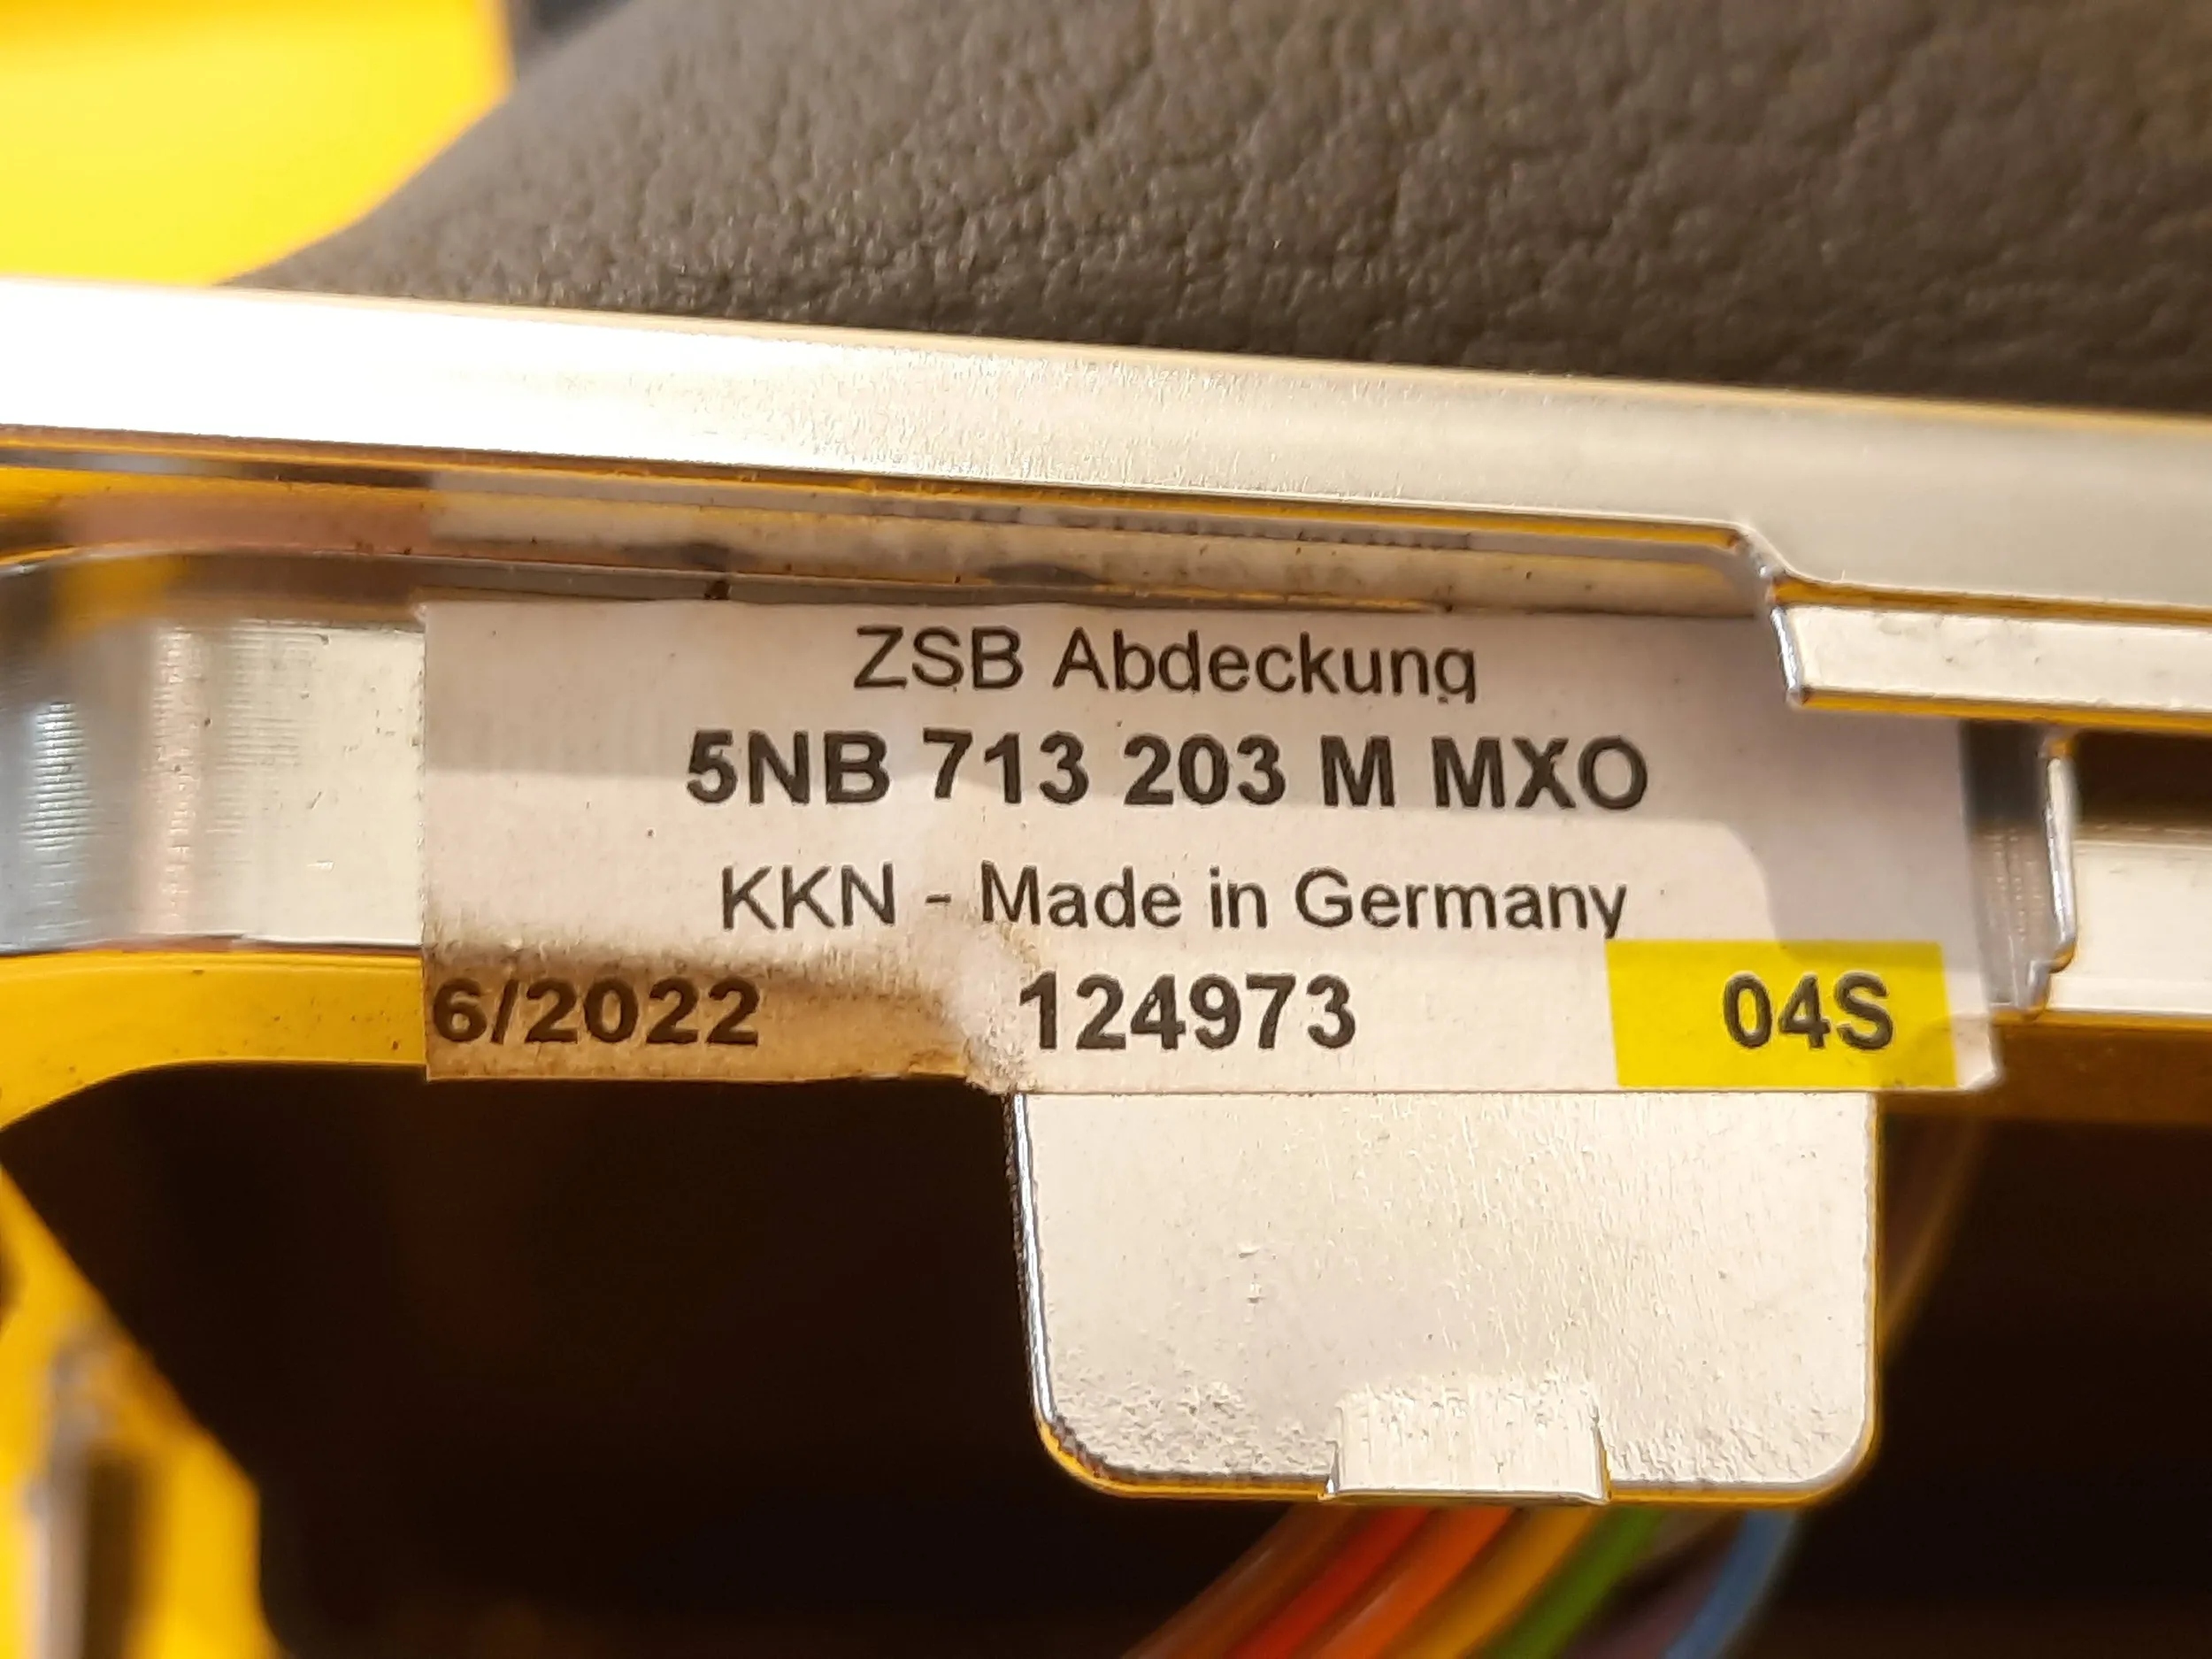 ZSB Abdeckung
5NB 713 203 M MXO
KKN - Made in Germany
6/2022 124973 04S